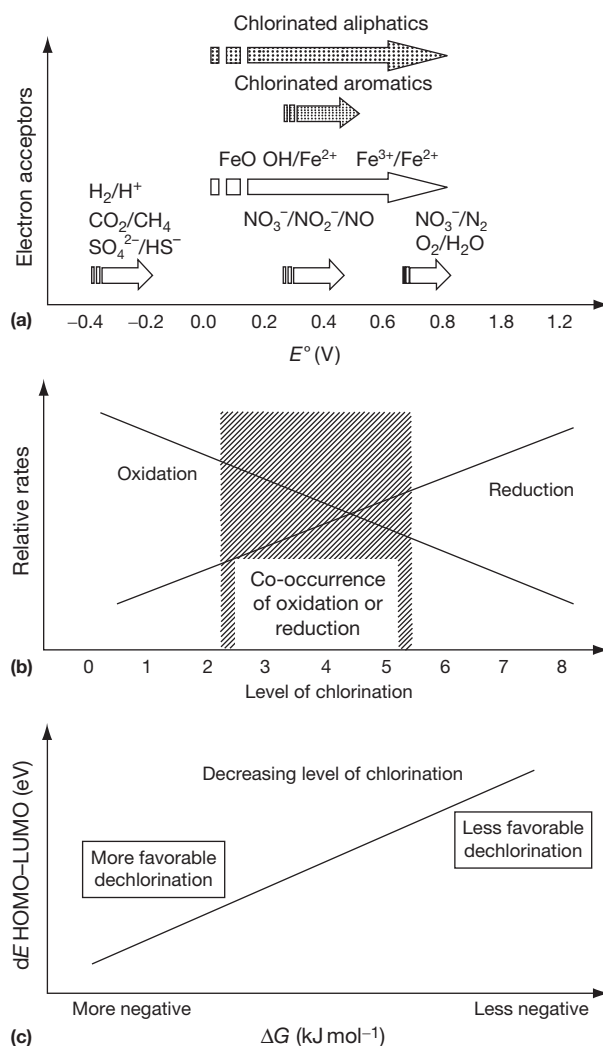 Chlorinated aliphatics
Chlorinated aromatics
FeO OH/Fe²⁺ Fe³⁺/Fe²⁺
H₂/H⁺
CO₂/CH₄ NO₃⁻/NO₂⁻/NO NO₃⁻/N₂
SO₄²⁻/HS⁻ O₂/H₂O
Electron acceptors
(a) −0.4 −0.2 0.0 0.2 0.4 0.6 0.8 1.8 1.2
E° (V)
Relative rates
Oxidation
Reduction
Co-occurrence
of oxidation or
reduction
(b) 0 1 2 3 4 5 6 7 8
Level of chlorination
dE HOMO–LUMO (eV)
Decreasing level of chlorination
More favorable
dechlorination
Less favorable
dechlorination
More negative Less negative
(c) ΔG (kJ mol⁻¹)